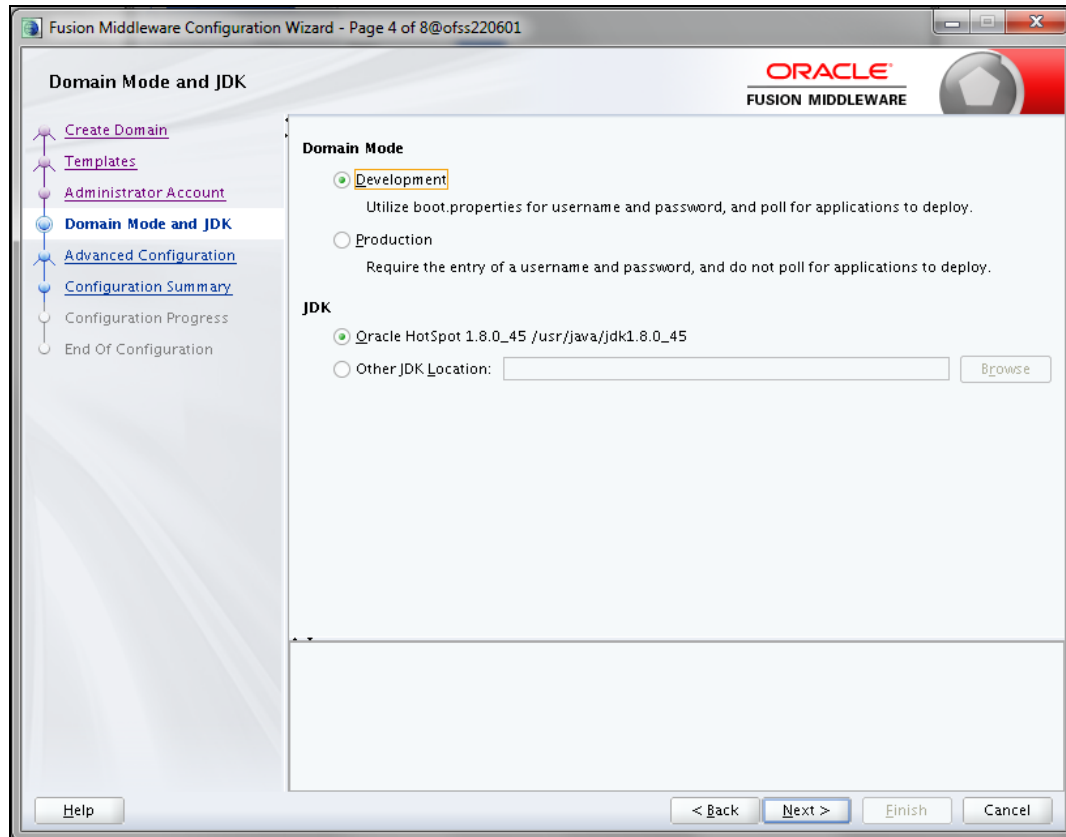 Fusion Middleware Configuration Wizard - Page 4 of 8@ofss220601
Domain Mode and JDK
ORACLE
FUSION MIDDLEWARE
Create Domain
Templates
Administrator Account
Domain Mode and JDK
Advanced Configuration
Configuration Summary
Configuration Progress
End Of Configuration
Domain Mode
Development
Utilize boot.properties for username and password, and poll for applications to deploy.
Production
Require the entry of a username and password, and do not poll for applications to deploy.
JDK
Oracle HotSpot 1.8.0_45 /usr/java/jdk1.8.0_45
Other JDK Location:
Browse
Help
< Back
Next >
Finish
Cancel